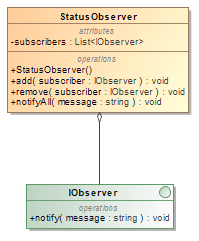 StatusObserver
attributes
-subscribers : List<IObserver>
operations
+StatusObserver()
+add( subscriber : IObserver ) : void
+remove( subscriber : IObserver ) : void
+notifyAll( message : string ) : void
IObserver
operations
+notify( message : string ) : void